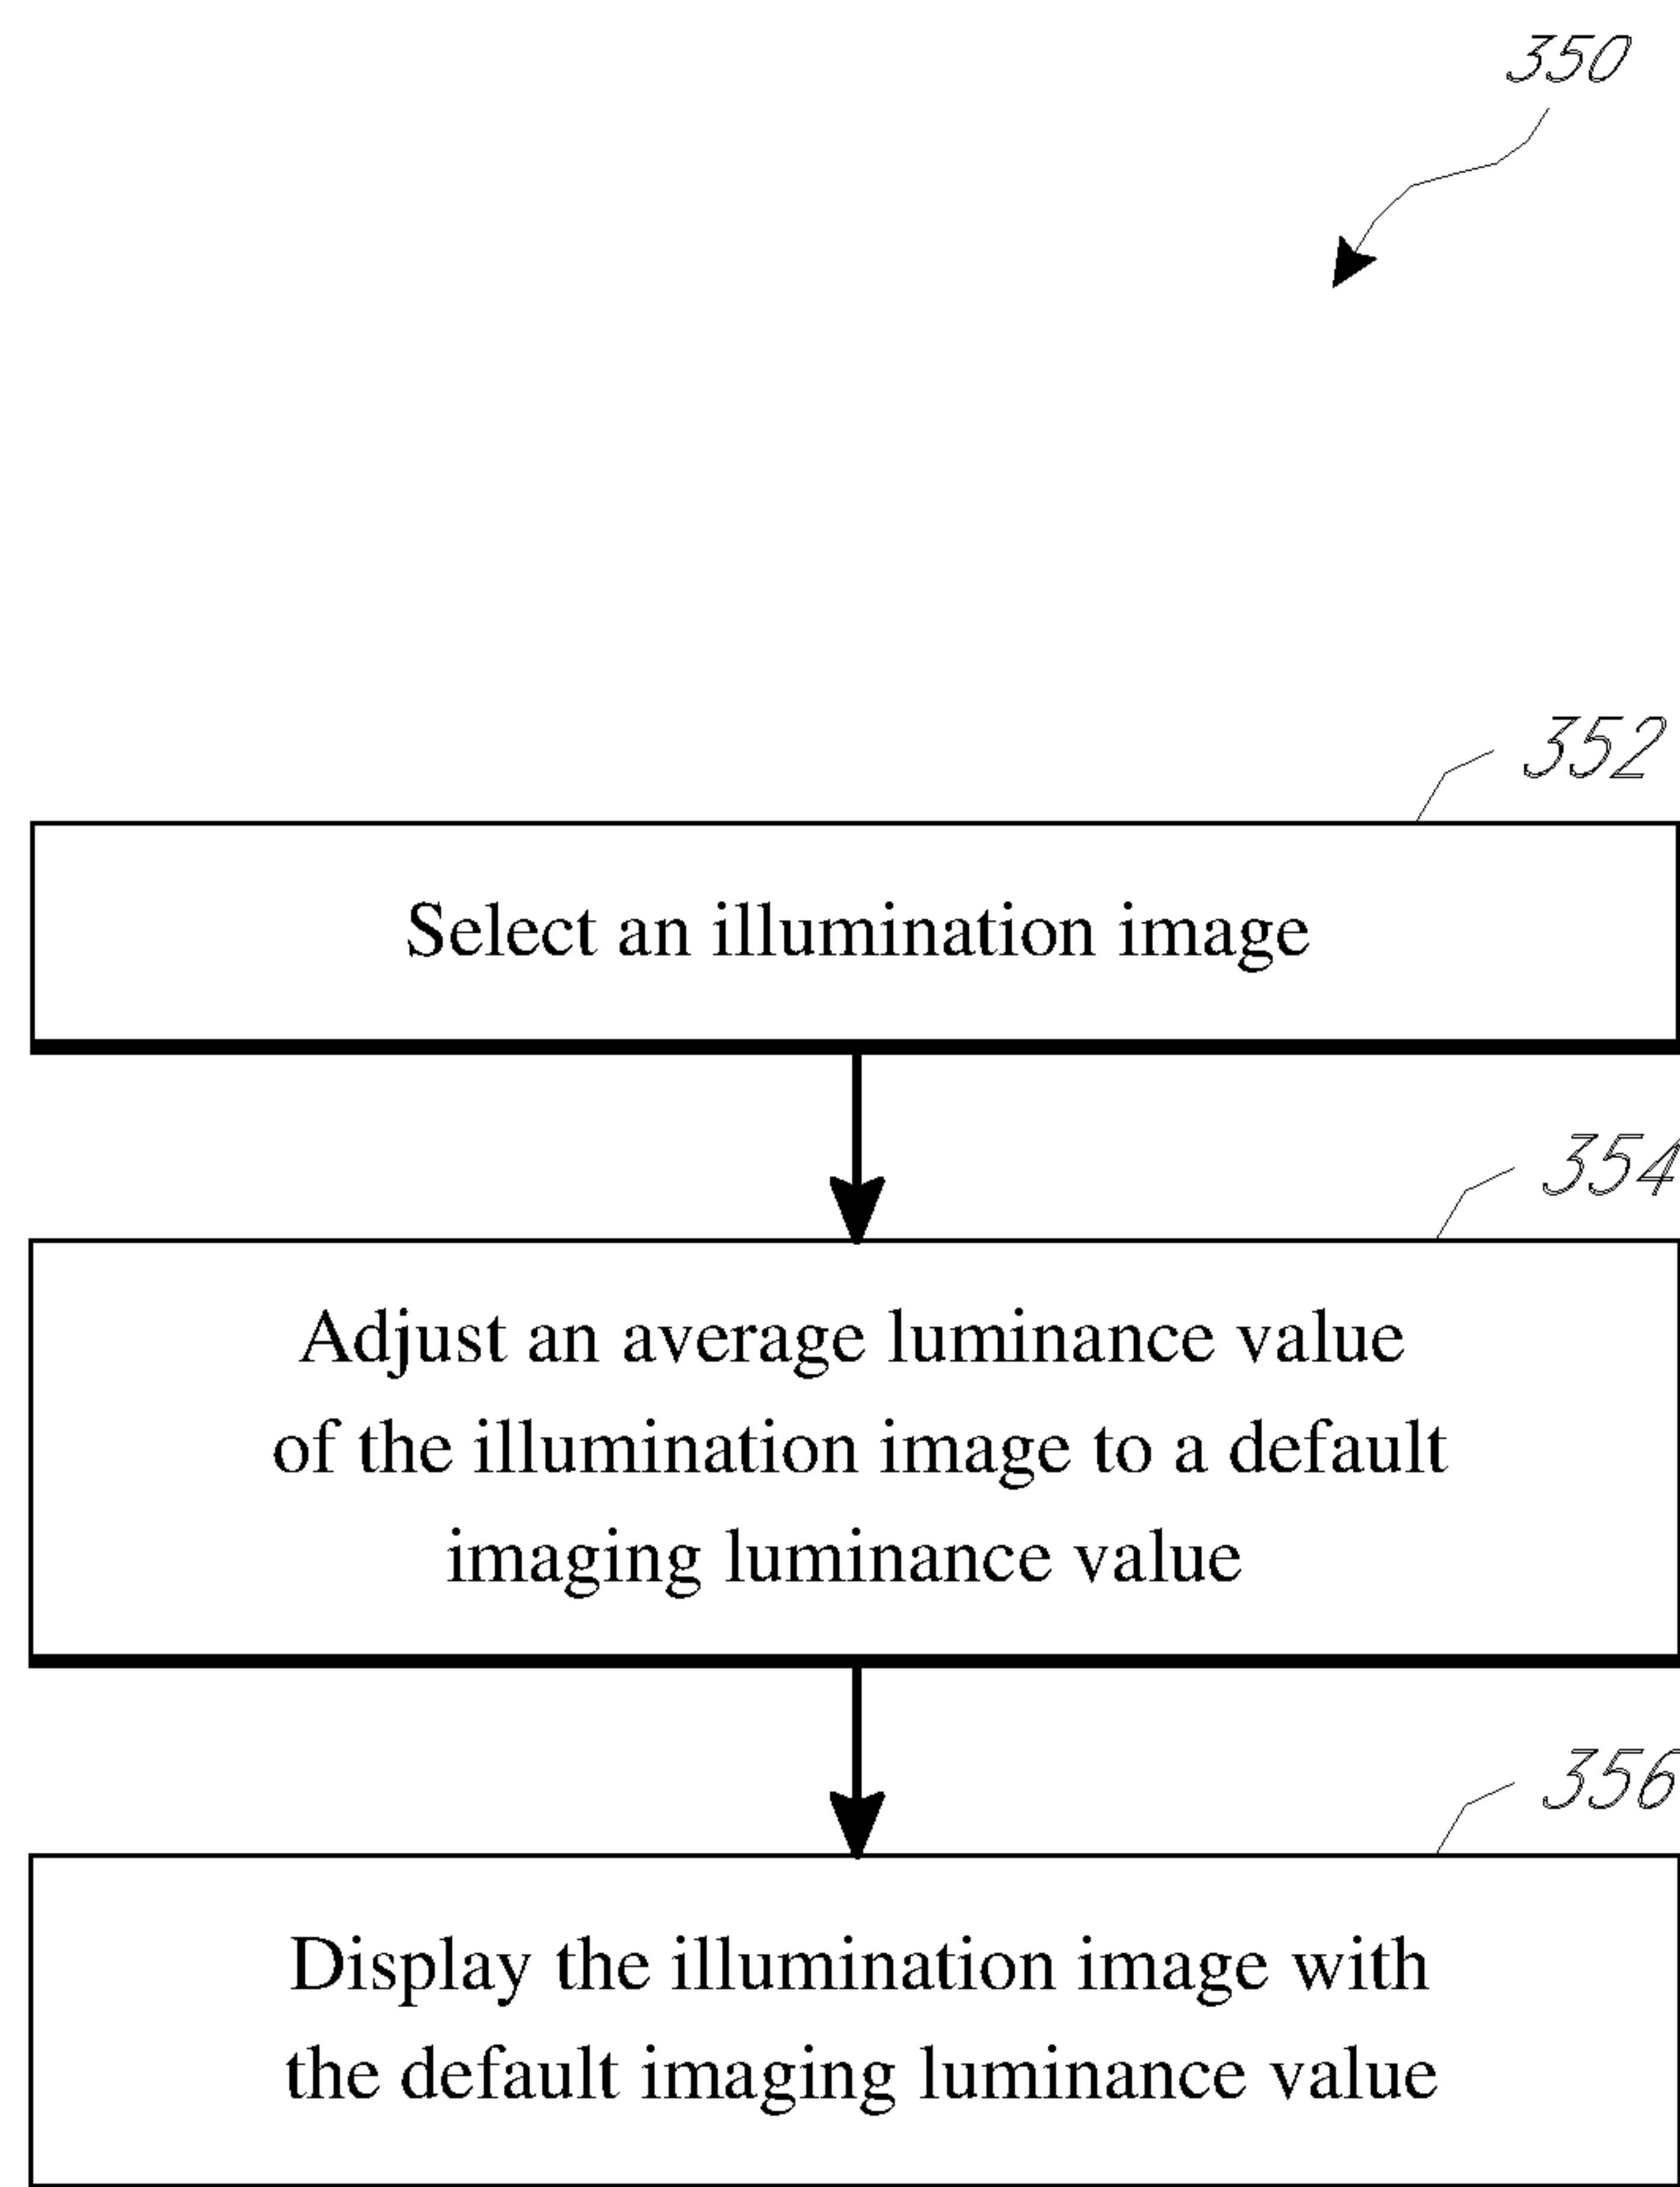 350
352
Select an illumination image
354
Adjust an average luminance value
of the illumination image to a default
imaging luminance value
356
Display the illumination image with
the default imaging luminance value